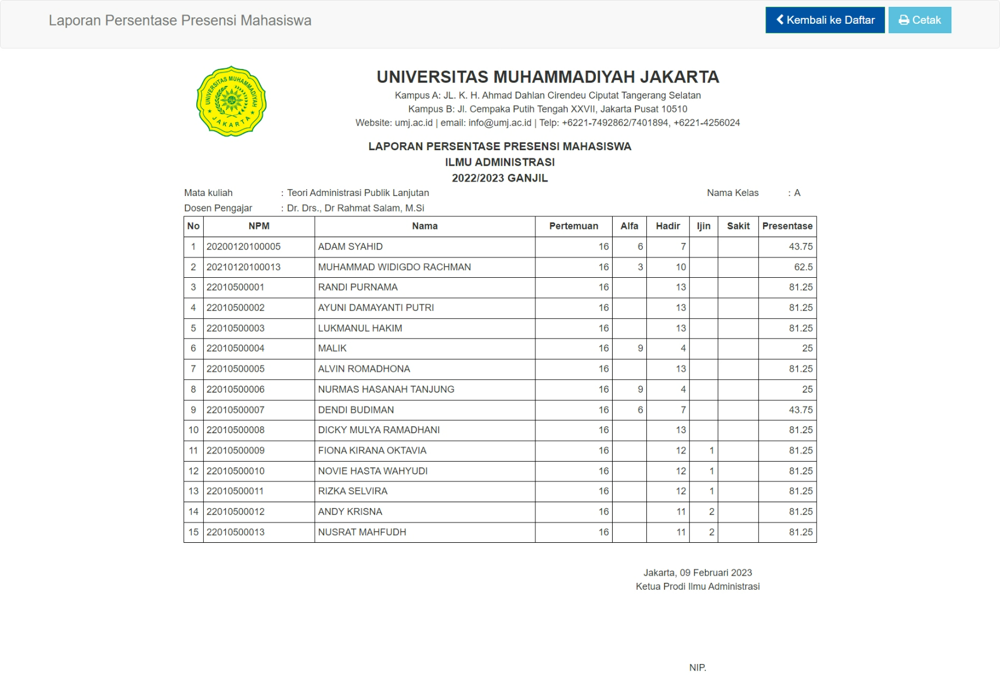 Laporan Persentase Presensi Mahasiswa
Kembali ke Daftar
Cetak
UNIVERSITAS MUHAMMADIYAH
JAKARTA
UNIVERSITAS MUHAMMADIYAH JAKARTA
Kampus A: JL. K. H. Ahmad Dahlan Cirendeu Ciputat Tangerang Selatan
Kampus B: Jl. Cempaka Putih Tengah XXVII, Jakarta Pusat 10510
Website: umj.ac.id | email: info@umj.ac.id | Telp: +6221-7492862/7401894, +6221-4256024
LAPORAN PERSENTASE PRESENSI MAHASISWA
ILMU ADMINISTRASI
2022/2023 GANJIL
Mata kuliah : Teori Administrasi Publik Lanjutan Nama Kelas : A
Dosen Pengajar : Dr. Drs., Dr Rahmat Salam, M.Si
No NPM Nama Pertemuan Alfa Hadir Ijin Sakit Presentase
1 20200120100005 ADAM SYAHID 16 6 7 43.75
2 20210120100013 MUHAMMAD WIDIGDO RACHMAN 16 3 10 62.5
3 22010500001 RANDI PURNAMA 16 13 81.25
4 22010500002 AYUNI DAMAYANTI PUTRI 16 13 81.25
5 22010500003 LUKMANUL HAKIM 16 13 81.25
6 22010500004 MALIK 16 9 4 25
7 22010500005 ALVIN ROMADHONA 16 13 81.25
8 22010500006 NURMAS HASANAH TANJUNG 16 9 4 25
9 22010500007 DENDI BUDIMAN 16 6 7 43.75
10 22010500008 DICKY MULYA RAMADHANI 16 13 81.25
11 22010500009 FIONA KIRANA OKTAVIA 16 12 1 81.25
12 22010500010 NOVIE HASTA WAHYUDI 16 12 1 81.25
13 22010500011 RIZKA SELVIRA 16 12 1 81.25
14 22010500012 ANDY KRISNA 16 11 2 81.25
15 22010500013 NUSRAT MAHFUDH 16 11 2 81.25
Jakarta, 09 Februari 2023
Ketua Prodi Ilmu Administrasi
NIP.